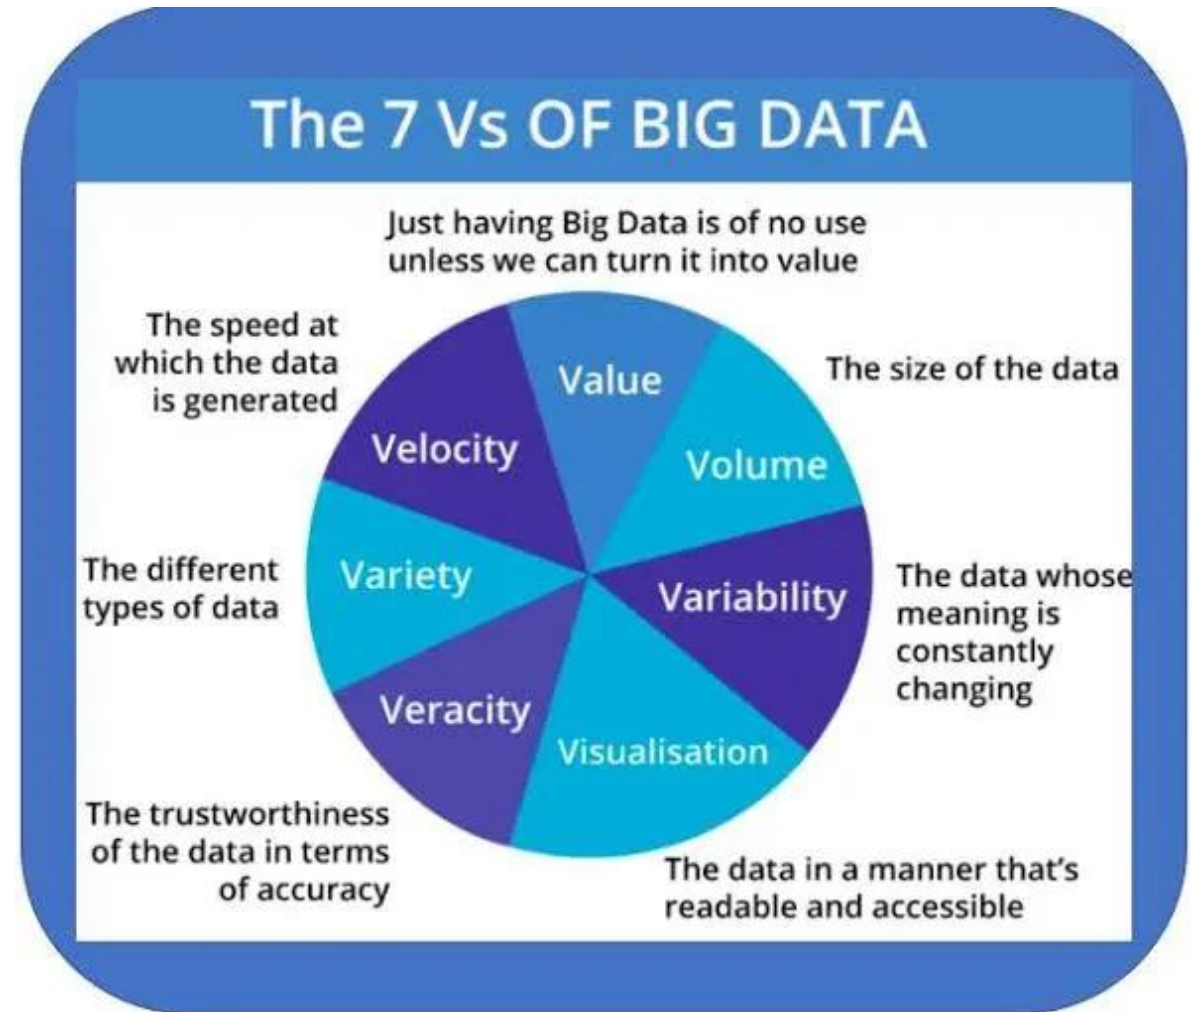 The 7 Vs OF BIG DATA
Just having Big Data is of no use
unless we can turn it into value
Value
The size of the data
Volume
The data whose
meaning is
constantly
changing
Variability
The data in a manner that's
readable and accessible
Visualisation
The trustworthiness
of the data in terms
of accuracy
Veracity
The different
types of data
Variety
The speed at
which the data
is generated
Velocity